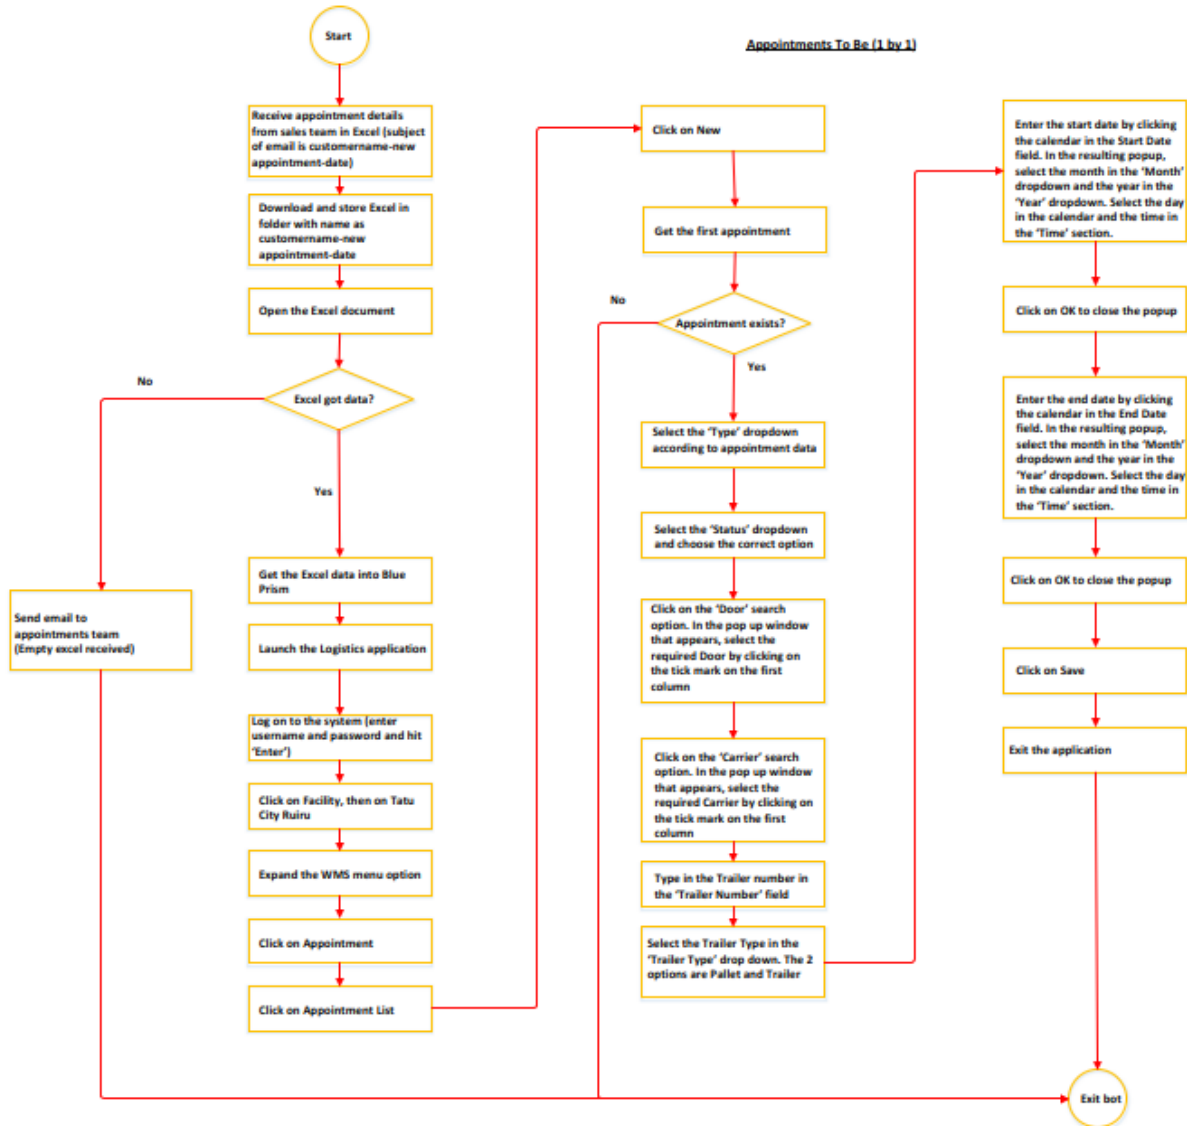 Start
Receive appointment details
from sales team in Excel (subject
of email is customername-new
appointment-date)
Download and store Excel in
folder with name as
customername-new
appointment-date
Open the Excel document
Excel got data?
No
Yes
Send email to
appointments team
(Empty excel received)
Get the Excel data into Blue
Prism
Launch the Logistics application
Log on to the system (enter
username and password and hit
‘Enter’)
Click on Facility, then on Tatu
City Ruiru
Expand the WMS menu option
Click on Appointment
Click on Appointment List
Appointments To Be (1 by 1)
Click on New
Get the first appointment
No
Appointment exists?
Yes
Select the ‘Type’ dropdown
according to appointment data
Select the ‘Status’ dropdown
and choose the correct option
Click on the ‘Door’ search
option. In the pop up window
that appears, select the
required Door by clicking on
the tick mark on the first
column
Click on the ‘Carrier’ search
option. In the pop up window
that appears, select the
required Carrier by clicking on
the tick mark on the first
column
Type in the Trailer number in
the ‘Trailer Number’ field
Select the Trailer Type in the
‘Trailer Type’ drop down. The 2
options are Pallet and Trailer
Enter the start date by clicking
the calendar in the Start Date
field. In the resulting popup,
select the month in the ‘Month’
dropdown and the year in the
‘Year’ dropdown. Select the day
in the calendar and the time in
the ‘Time’ section.
Click on OK to close the popup
Enter the end date by clicking
the calendar in the End Date
field. In the resulting popup,
select the month in the ‘Month’
dropdown and the year in the
‘Year’ dropdown. Select the day
in the calendar and the time in
the ‘Time’ section.
Click on OK to close the popup
Click on Save
Exit the application
Exit bot